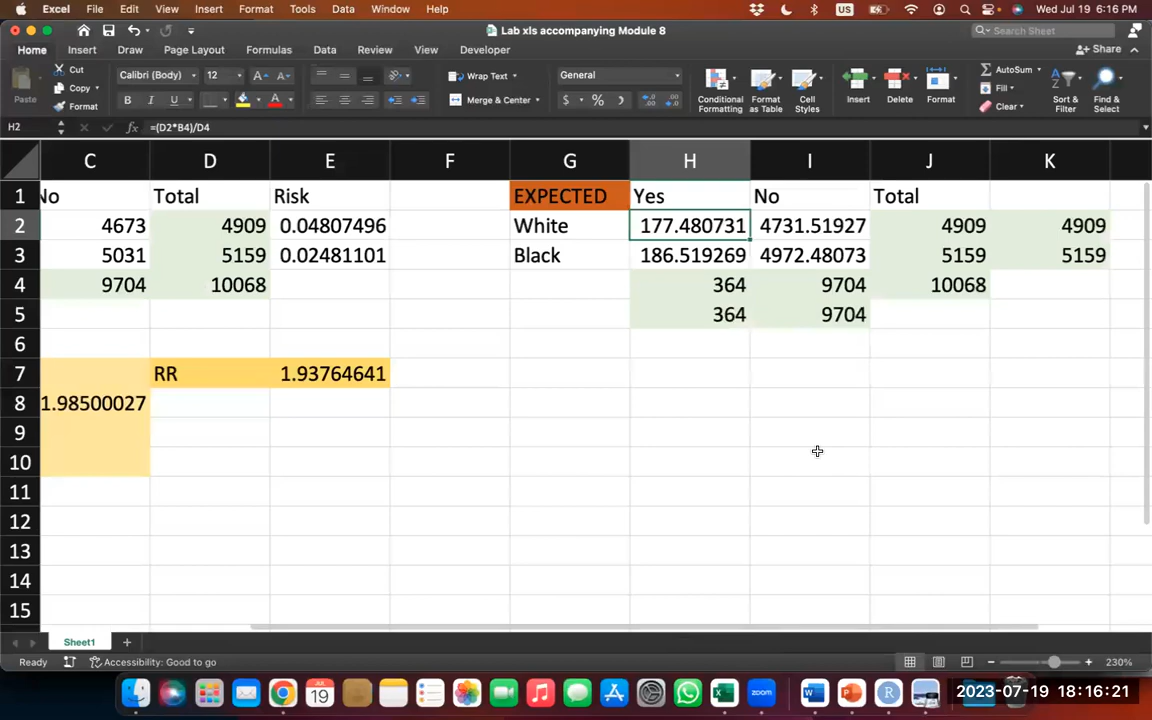 Excel File Edit View Insert Format Tools Data Window Help US Wed Jul 19 6:16 PM
Lab xls accompanying Module 8 Search Sheet
Home Insert Draw Page Layout Formulas Data Review View Developer Share
Paste Cut Copy Format
Calibri (Body) 12 A A
B I U A
Wrap Text
Merge & Center
General
$ % )
Conditional Formatting
Format as Table
Cell Styles
Insert Delete Format
AutoSum
Fill
Clear
Sort & Filter
Find & Select
H2 fx =(D2*B4)/D4
C D E F G H I J K
1 No Total Risk EXPECTED Yes No Total
2 4673 4909 0.04807496 White 177.480731 4731.51927 4909 4909
3 5031 5159 0.02481101 Black 186.519269 4972.48073 5159 5159
4 9704 10068 364 9704 10068
5 364 9704
6
7 RR 1.93764641
8 1.98500027
9
10
11
12
13
14
15
Sheet1 +
Ready Accessibility: Good to go 230%
JUL 19 zoom W P R
2023-07-19 18:16:21